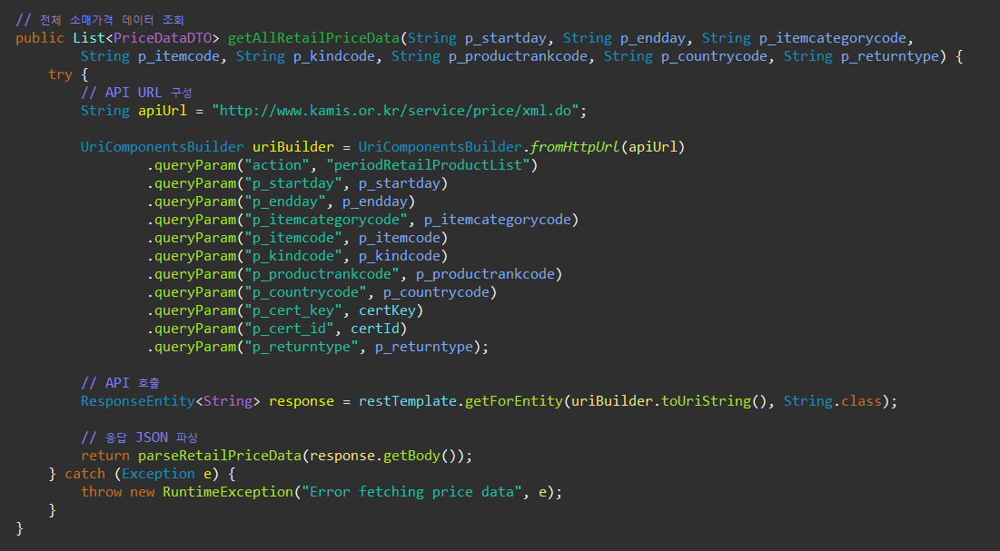 // 전체 소매가격 데이터 조회
public List<PriceDataDTO> getAllRetailPriceData(String p_startday, String p_endday, String p_itemcategorycode,
        String p_itemcode, String p_kindcode, String p_productrankcode, String p_countrycode, String p_returntype) {
    try {
        // API URL 구성
        String apiUrl = "http://www.kamis.or.kr/service/price/xml.do";

        UriComponentsBuilder uriBuilder = UriComponentsBuilder.fromHttpUrl(apiUrl)
                .queryParam("action", "periodRetailProductList")
                .queryParam("p_startday", p_startday)
                .queryParam("p_endday", p_endday)
                .queryParam("p_itemcategorycode", p_itemcategorycode)
                .queryParam("p_itemcode", p_itemcode)
                .queryParam("p_kindcode", p_kindcode)
                .queryParam("p_productrankcode", p_productrankcode)
                .queryParam("p_countrycode", p_countrycode)
                .queryParam("p_cert_key", certKey)
                .queryParam("p_cert_id", certId)
                .queryParam("p_returntype", p_returntype);

        // API 호출
        ResponseEntity<String> response = restTemplate.getForEntity(uriBuilder.toUriString(), String.class);

        // 응답 JSON 파싱
        return parseRetailPriceData(response.getBody());
    } catch (Exception e) {
        throw new RuntimeException("Error fetching price data", e);
    }
}